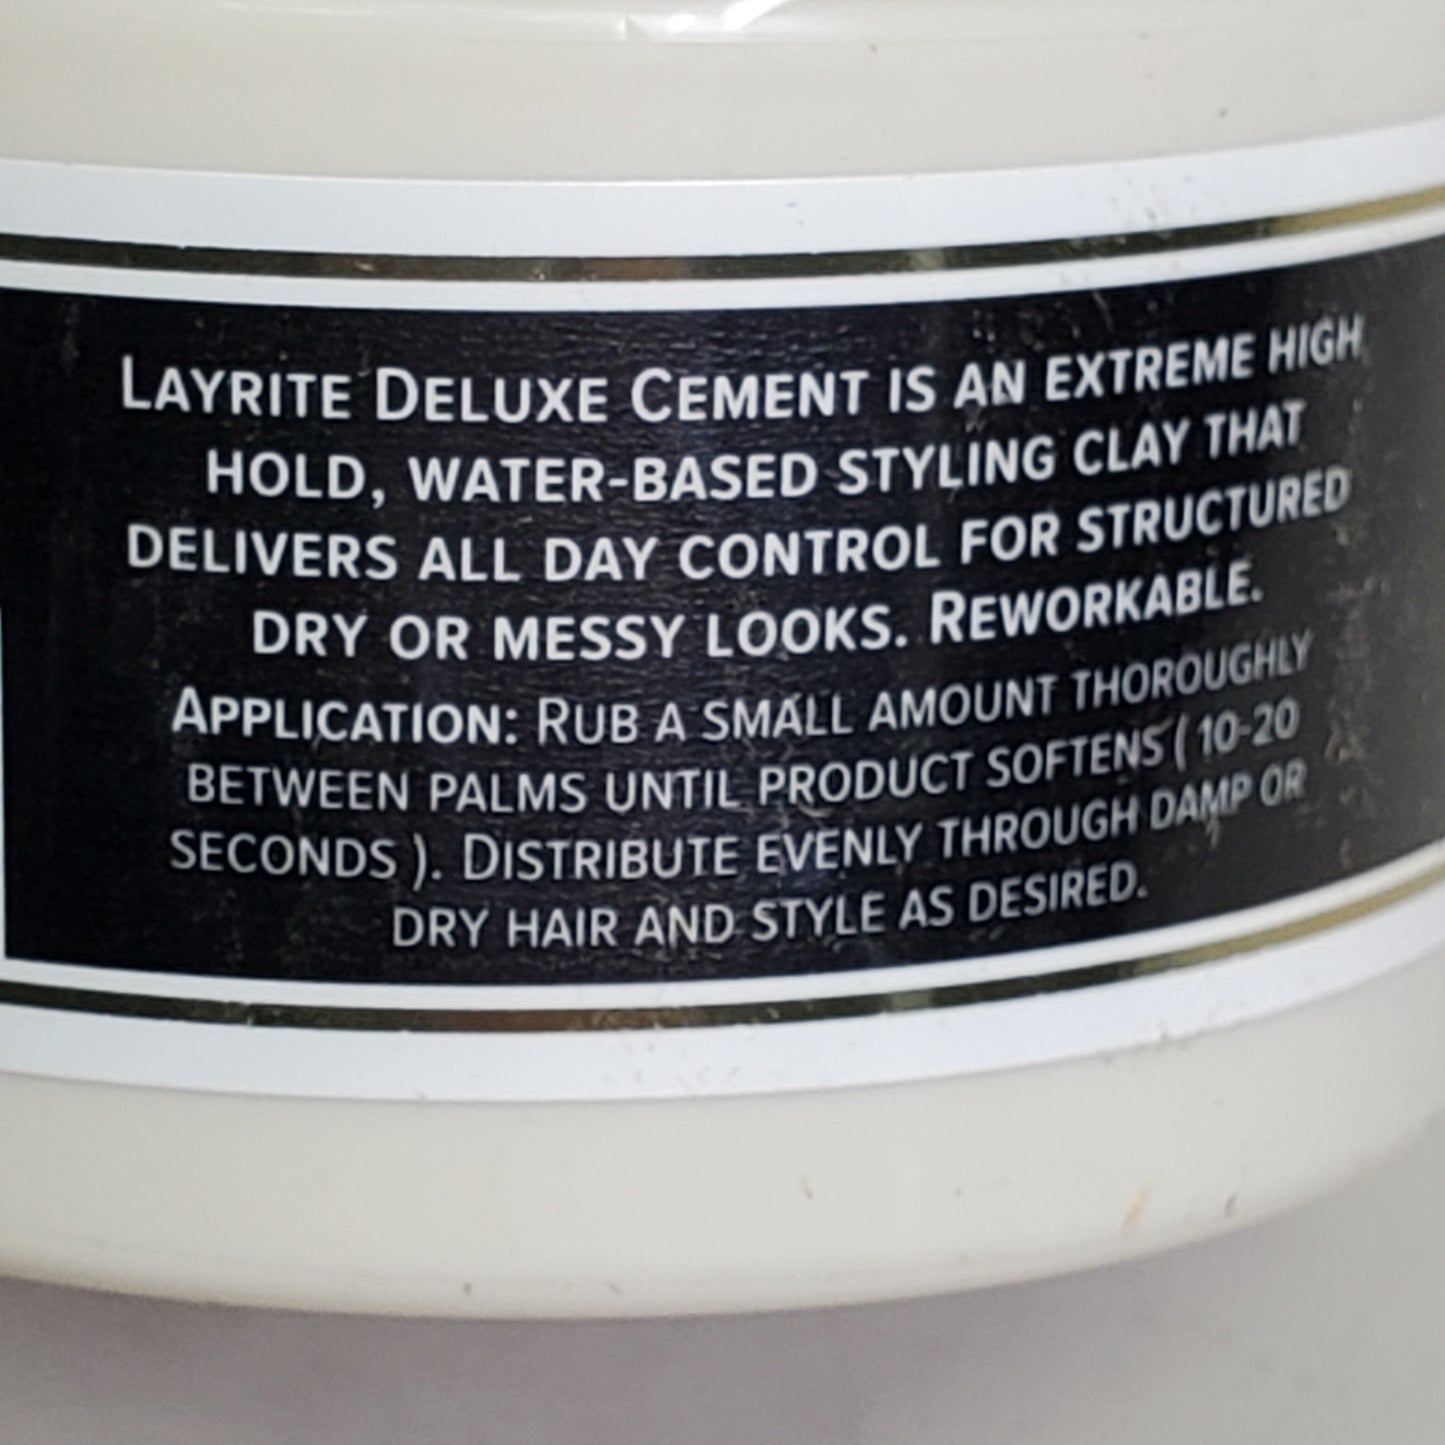 LAYRITE DELUXE CEMENT IS AN EXTREME HIGH
HOLD, WATER-BASED STYLING CLAY THAT
DELIVERS ALL DAY CONTROL FOR STRUCTURED
DRY OR MESSY LOOKS. REWORKABLE.
APPLICATION: RUB A SMALL AMOUNT THOROUGHLY
BETWEEN PALMS UNTIL PRODUCT SOFTENS ( 10-20
SECONDS ). DISTRIBUTE EVENLY THROUGH DAMP OR
DRY HAIR AND STYLE AS DESIRED.